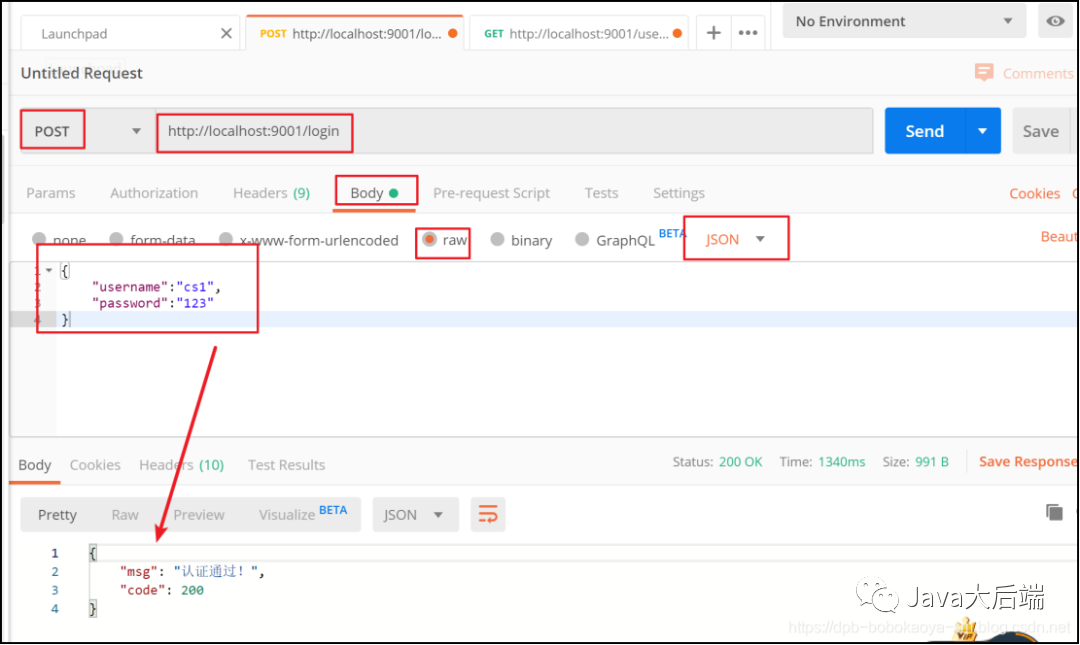 Launchpad × POST http://localhost:9001/lo... GET http://localhost:9001/use... + ••• No Environment
Untitled Request Comments
POST http://localhost:9001/login Send Save
Params Authorization Headers (9) Body Pre-request Script Tests Settings Cookies
none form-data x-www-form-urlencoded raw binary GraphQL BETA JSON Beaut
1 {
2 "username":"cs1",
3 "password":"123"
4 }
Body Cookies Headers (10) Test Results Status: 200 OK Time: 1340ms Size: 991 B Save Response
Pretty Raw Preview Visualize BETA JSON
1 {
2 "msg": "认证通过！",
3 "code": 200
4 }
Java大后端
https://dpb-bobokaoya-sm.blog.csdn.net
VIP